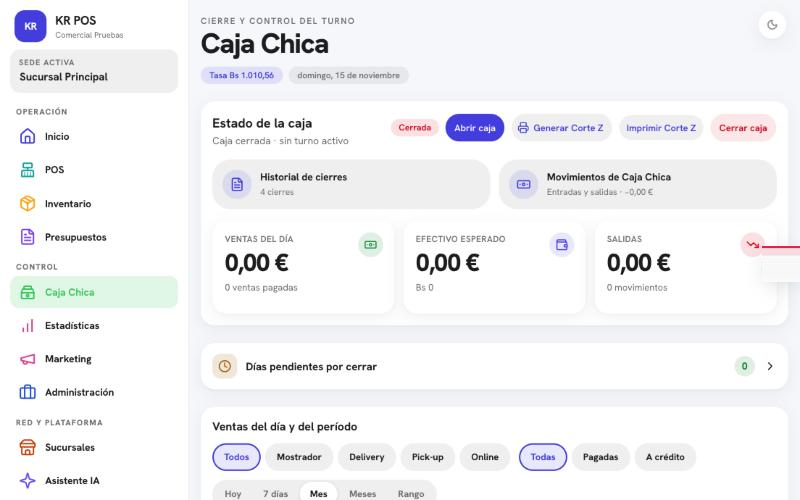 KR
KR POS
Comercial Pruebas
SEDE ACTIVA
Sucursal Principal
OPERACIÓN
Inicio
POS
Inventario
Presupuestos
CONTROL
Caja Chica
Estadísticas
Marketing
Administración
RED Y PLATAFORMA
Sucursales
Asistente IA
CIERRE Y CONTROL DEL TURNO
Caja Chica
Tasa Bs 1.010,56
domingo, 15 de noviembre
Estado de la caja
Caja cerrada · sin turno activo
Cerrada
Abrir caja
Generar Corte Z
Imprimir Corte Z
Cerrar caja
Historial de cierres
4 cierres
Movimientos de Caja Chica
Entradas y salidas · −0,00 €
VENTAS DEL DÍA
0,00 €
0 ventas pagadas
EFECTIVO ESPERADO
0,00 €
Bs 0
SALIDAS
0,00 €
0 movimientos
Días pendientes por cerrar
0
Ventas del día y del período
Todos
Mostrador
Delivery
Pick-up
Online
Todas
Pagadas
A crédito
Hoy
7 días
Mes
Meses
Rango